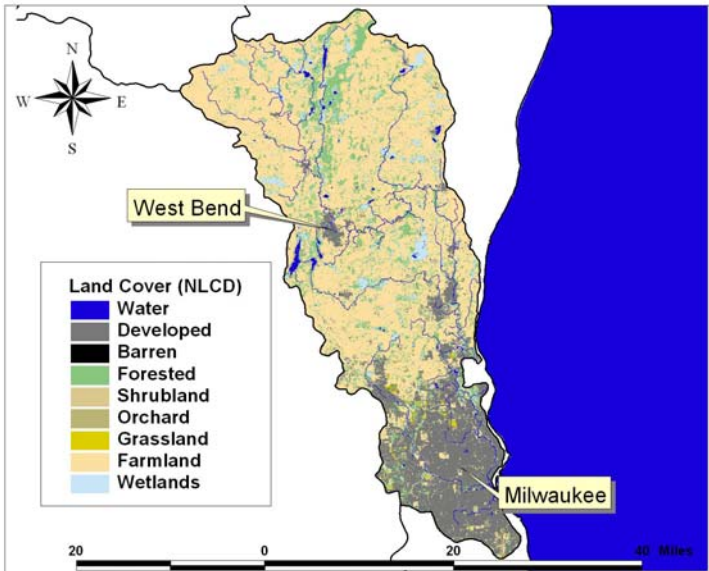 N
W E
S
West Bend
Land Cover (NLCD)
Water
Developed
Barren
Forested
Shrubland
Orchard
Grassland
Farmland
Wetlands
Milwaukee
20 0 20 40 Miles